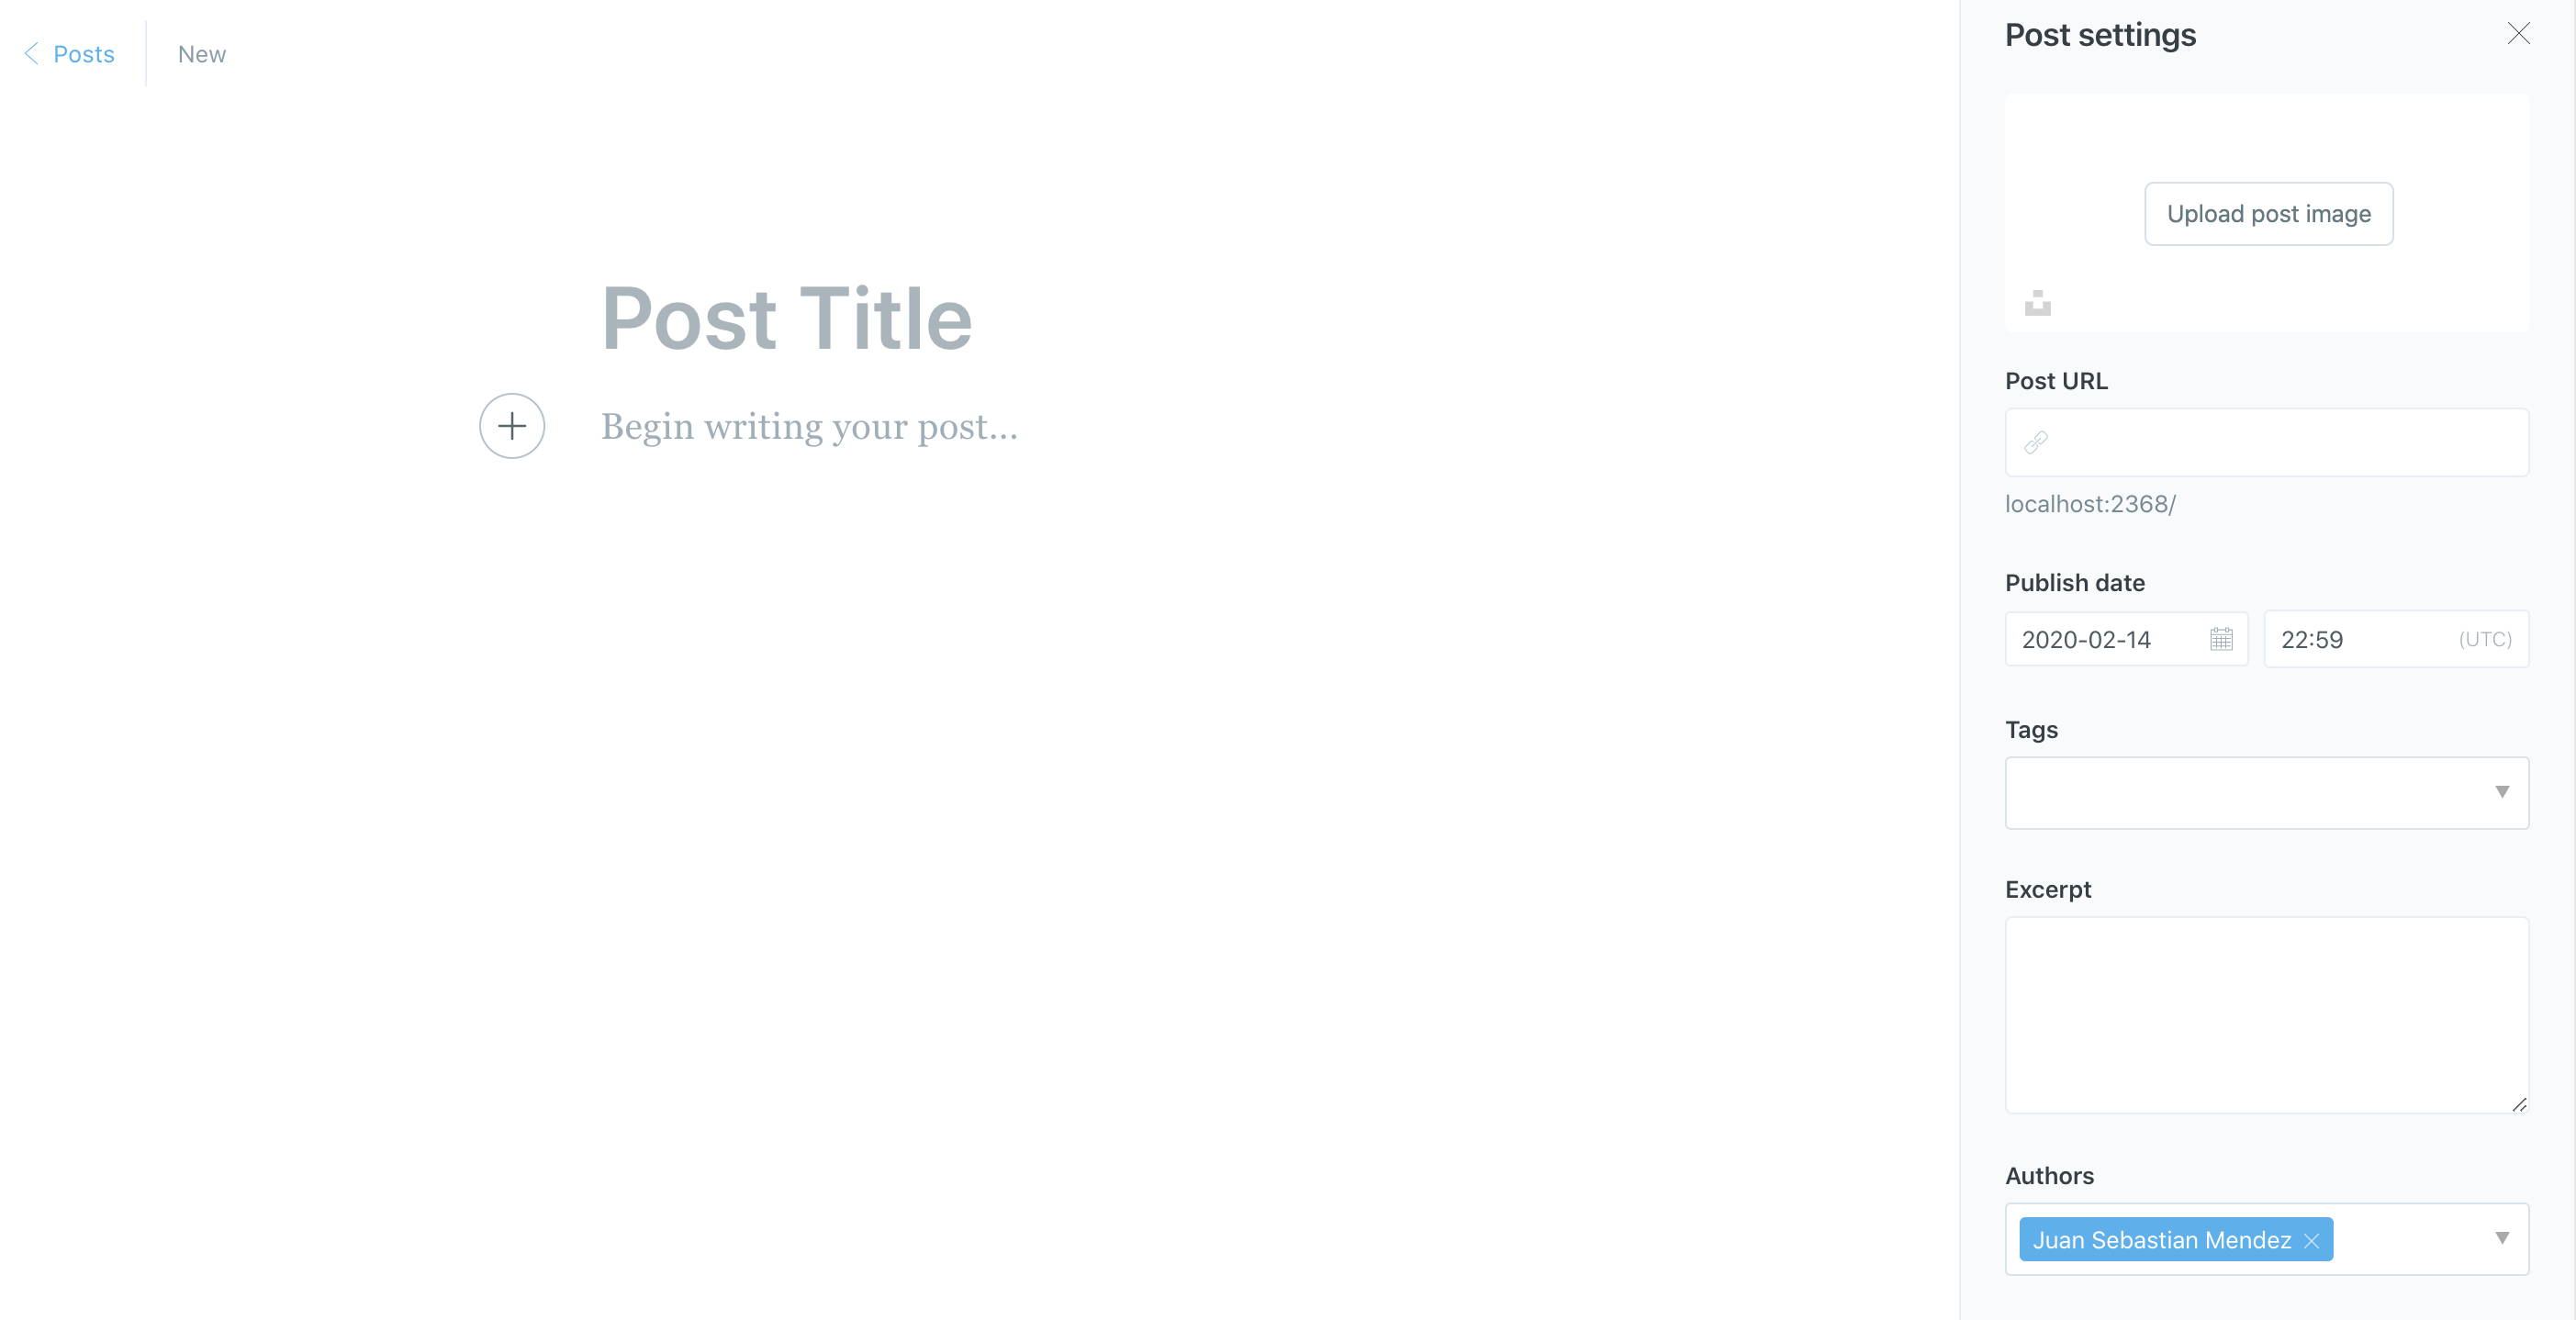 Posts
New
Post Title
Begin writing your post...
Post settings
Upload post image
Post URL
localhost:2368/
Publish date
2020-02-14
22:59 (UTC)
Tags
Excerpt
Authors
Juan Sebastian Mendez